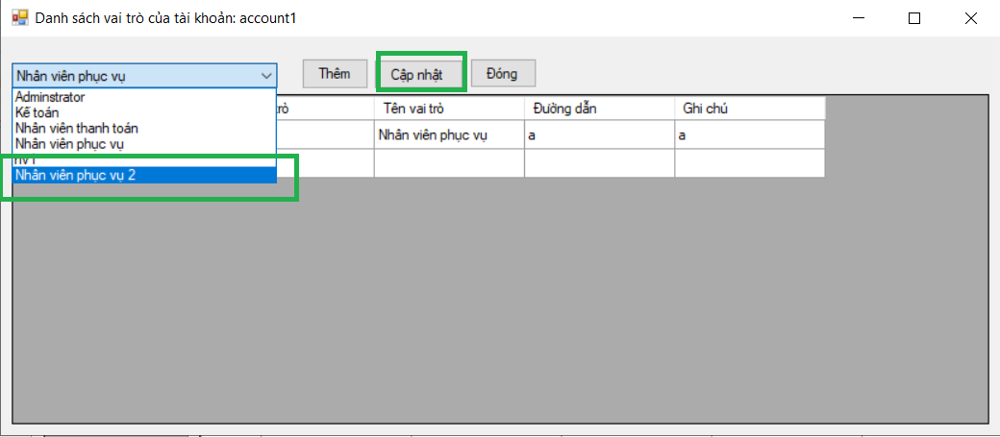 Danh sách vai trò của tài khoản: account1
Nhân viên phục vụ
Thêm
Cập nhật
Đóng
Adminstrator
Kế toán
Nhân viên thanh toán
Nhân viên phục vụ
Nhân viên phục vụ 2
trò
Tên vai trò
Đường dẫn
Ghi chú
Nhân viên phục vụ
a
a